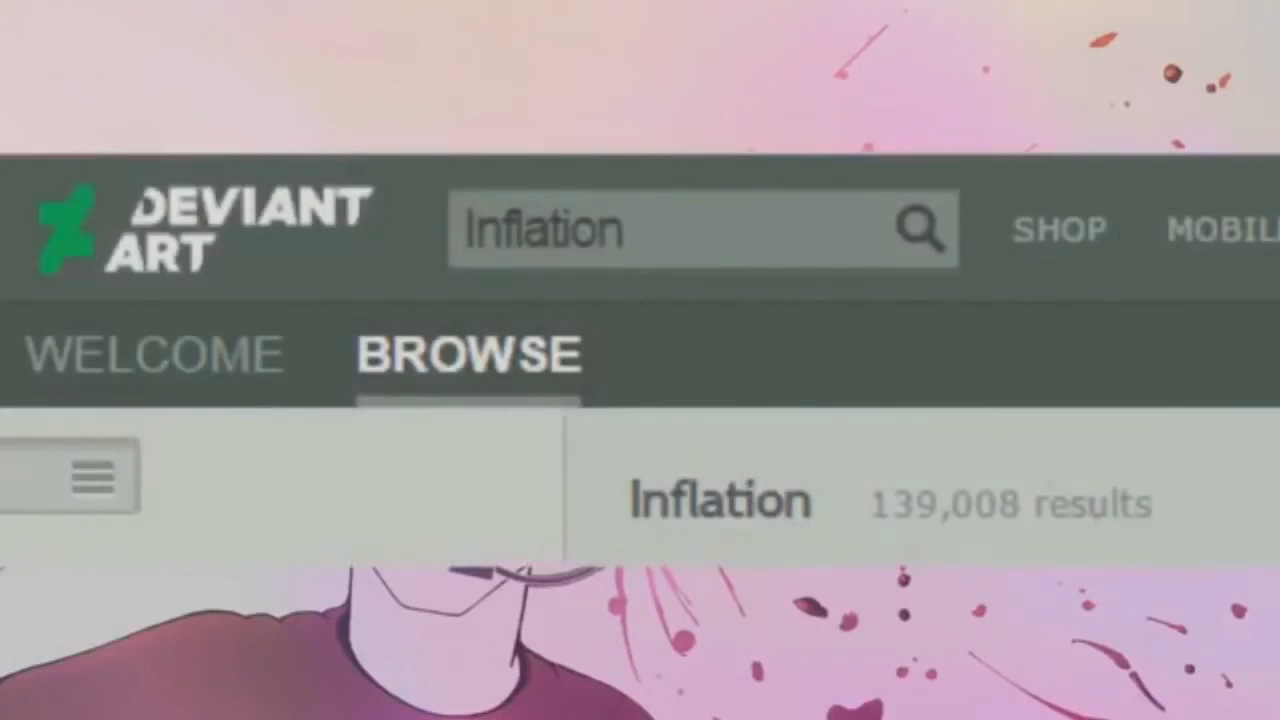 DEVIANT
ART
Inflation
SHOP
WELCOME
BROWSE
Inflation
139,008 results